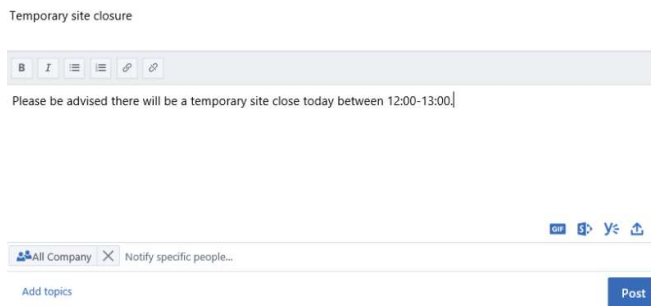 Temporary site closure
B I
Please be advised there will be a temporary site close today between 12:00-13:00.
GIF S y
All Company Notify specific people...
Add topics
Post